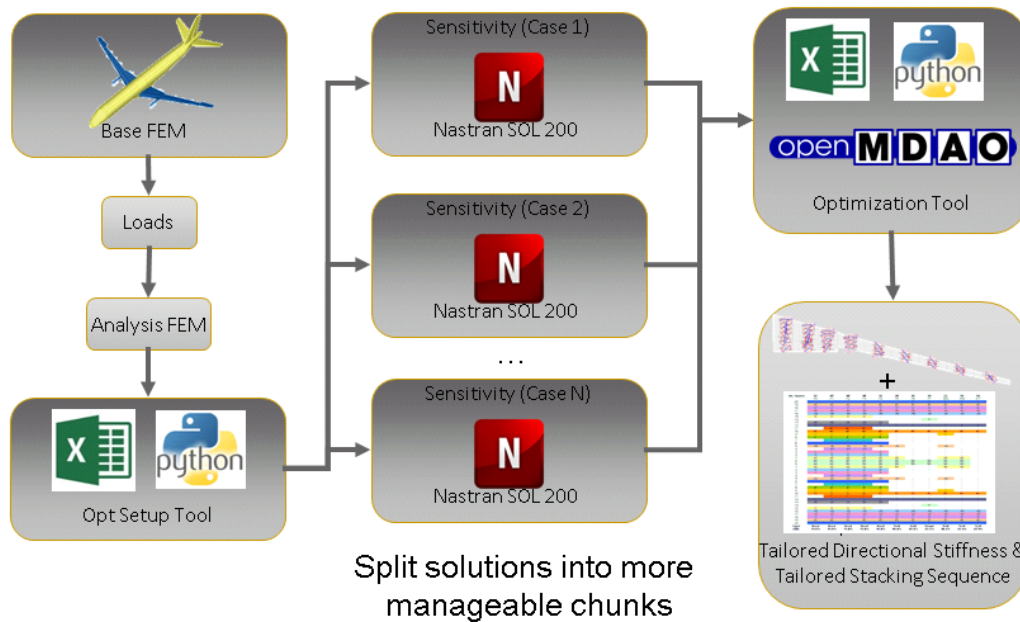 Base FEM
Loads
Analysis FEM
X
python
Opt Setup Tool
Sensitivity (Case 1)
N
Nastran SOL 200
Sensitivity (Case 2)
N
Nastran SOL 200
...
Sensitivity (Case N)
N
Nastran SOL 200
Split solutions into more
manageable chunks
X
python
open MDAO
Optimization Tool
+
Tailored Directional Stiffness &
Tailored Stacking Sequence